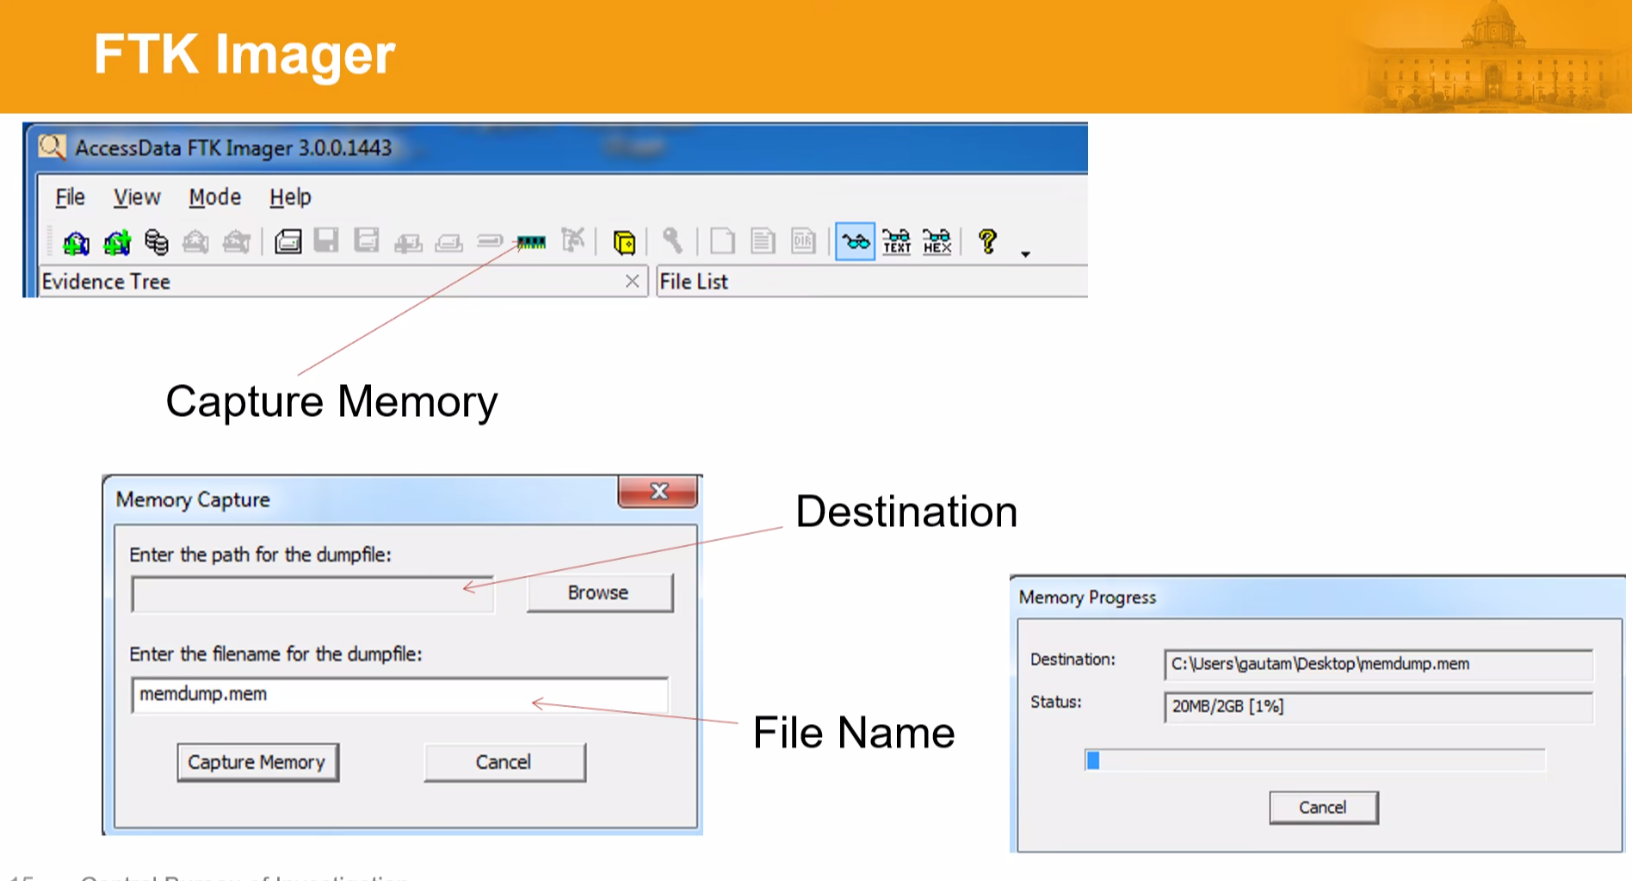 FTK Imager
AccessData FTK Imager 3.0.0.1443
File View Mode Help
DIR TEXT HEX ?
Evidence Tree
File List
Capture Memory
Memory Capture
Enter the path for the dumpfile:
Browse
Enter the filename for the dumpfile:
memdump.mem
Capture Memory Cancel
Destination
File Name
Memory Progress
Destination: C:\Users\gautam\Desktop\memdump.mem
Status: 20MB/2GB [1%]
Cancel
15 Central Bureau of Investigation